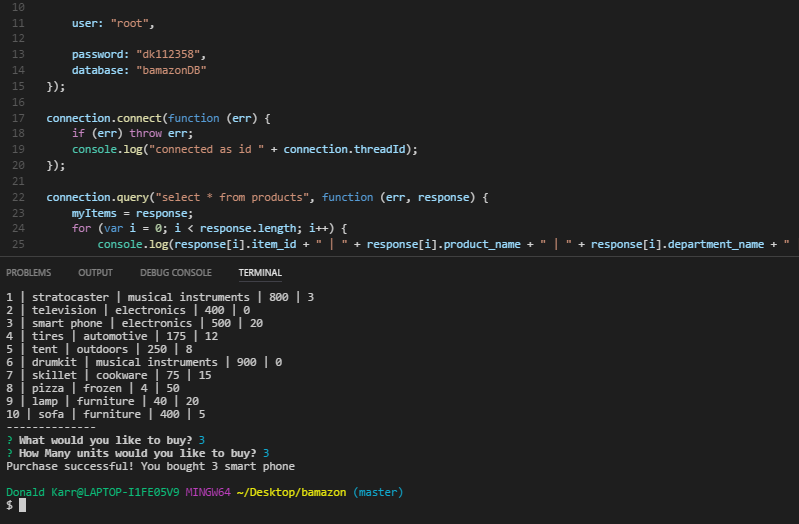 10
11 user: "root",
12
13 password: "dk112358",
14 database: "bamazonDB"
15 });
16
17 connection.connect(function (err) {
18 if (err) throw err;
19 console.log("connected as id " + connection.threadId);
20 });
21
22 connection.query("select * from products", function (err, response) {
23 myItems = response;
24 for (var i = 0; i < response.length; i++) {
25 console.log(response[i].item_id + " | " + response[i].product_name + " | " + response[i].department_name + "
PROBLEMS OUTPUT DEBUG CONSOLE TERMINAL
1 | stratocaster | musical instruments | 800 | 3
2 | television | electronics | 400 | 0
3 | smart phone | electronics | 500 | 20
4 | tires | automotive | 175 | 12
5 | tent | outdoors | 250 | 8
6 | drumkit | musical instruments | 900 | 0
7 | skillet | cookware | 75 | 15
8 | pizza | frozen | 4 | 50
9 | lamp | furniture | 40 | 20
10 | sofa | furniture | 400 | 5
--------------
? What would you like to buy? 3
? How Many units would you like to buy? 3
Purchase successful! You bought 3 smart phone
Donald Karr@LAPTOP-I1FE05V9 MINGW64 ~/Desktop/bamazon (master)
$